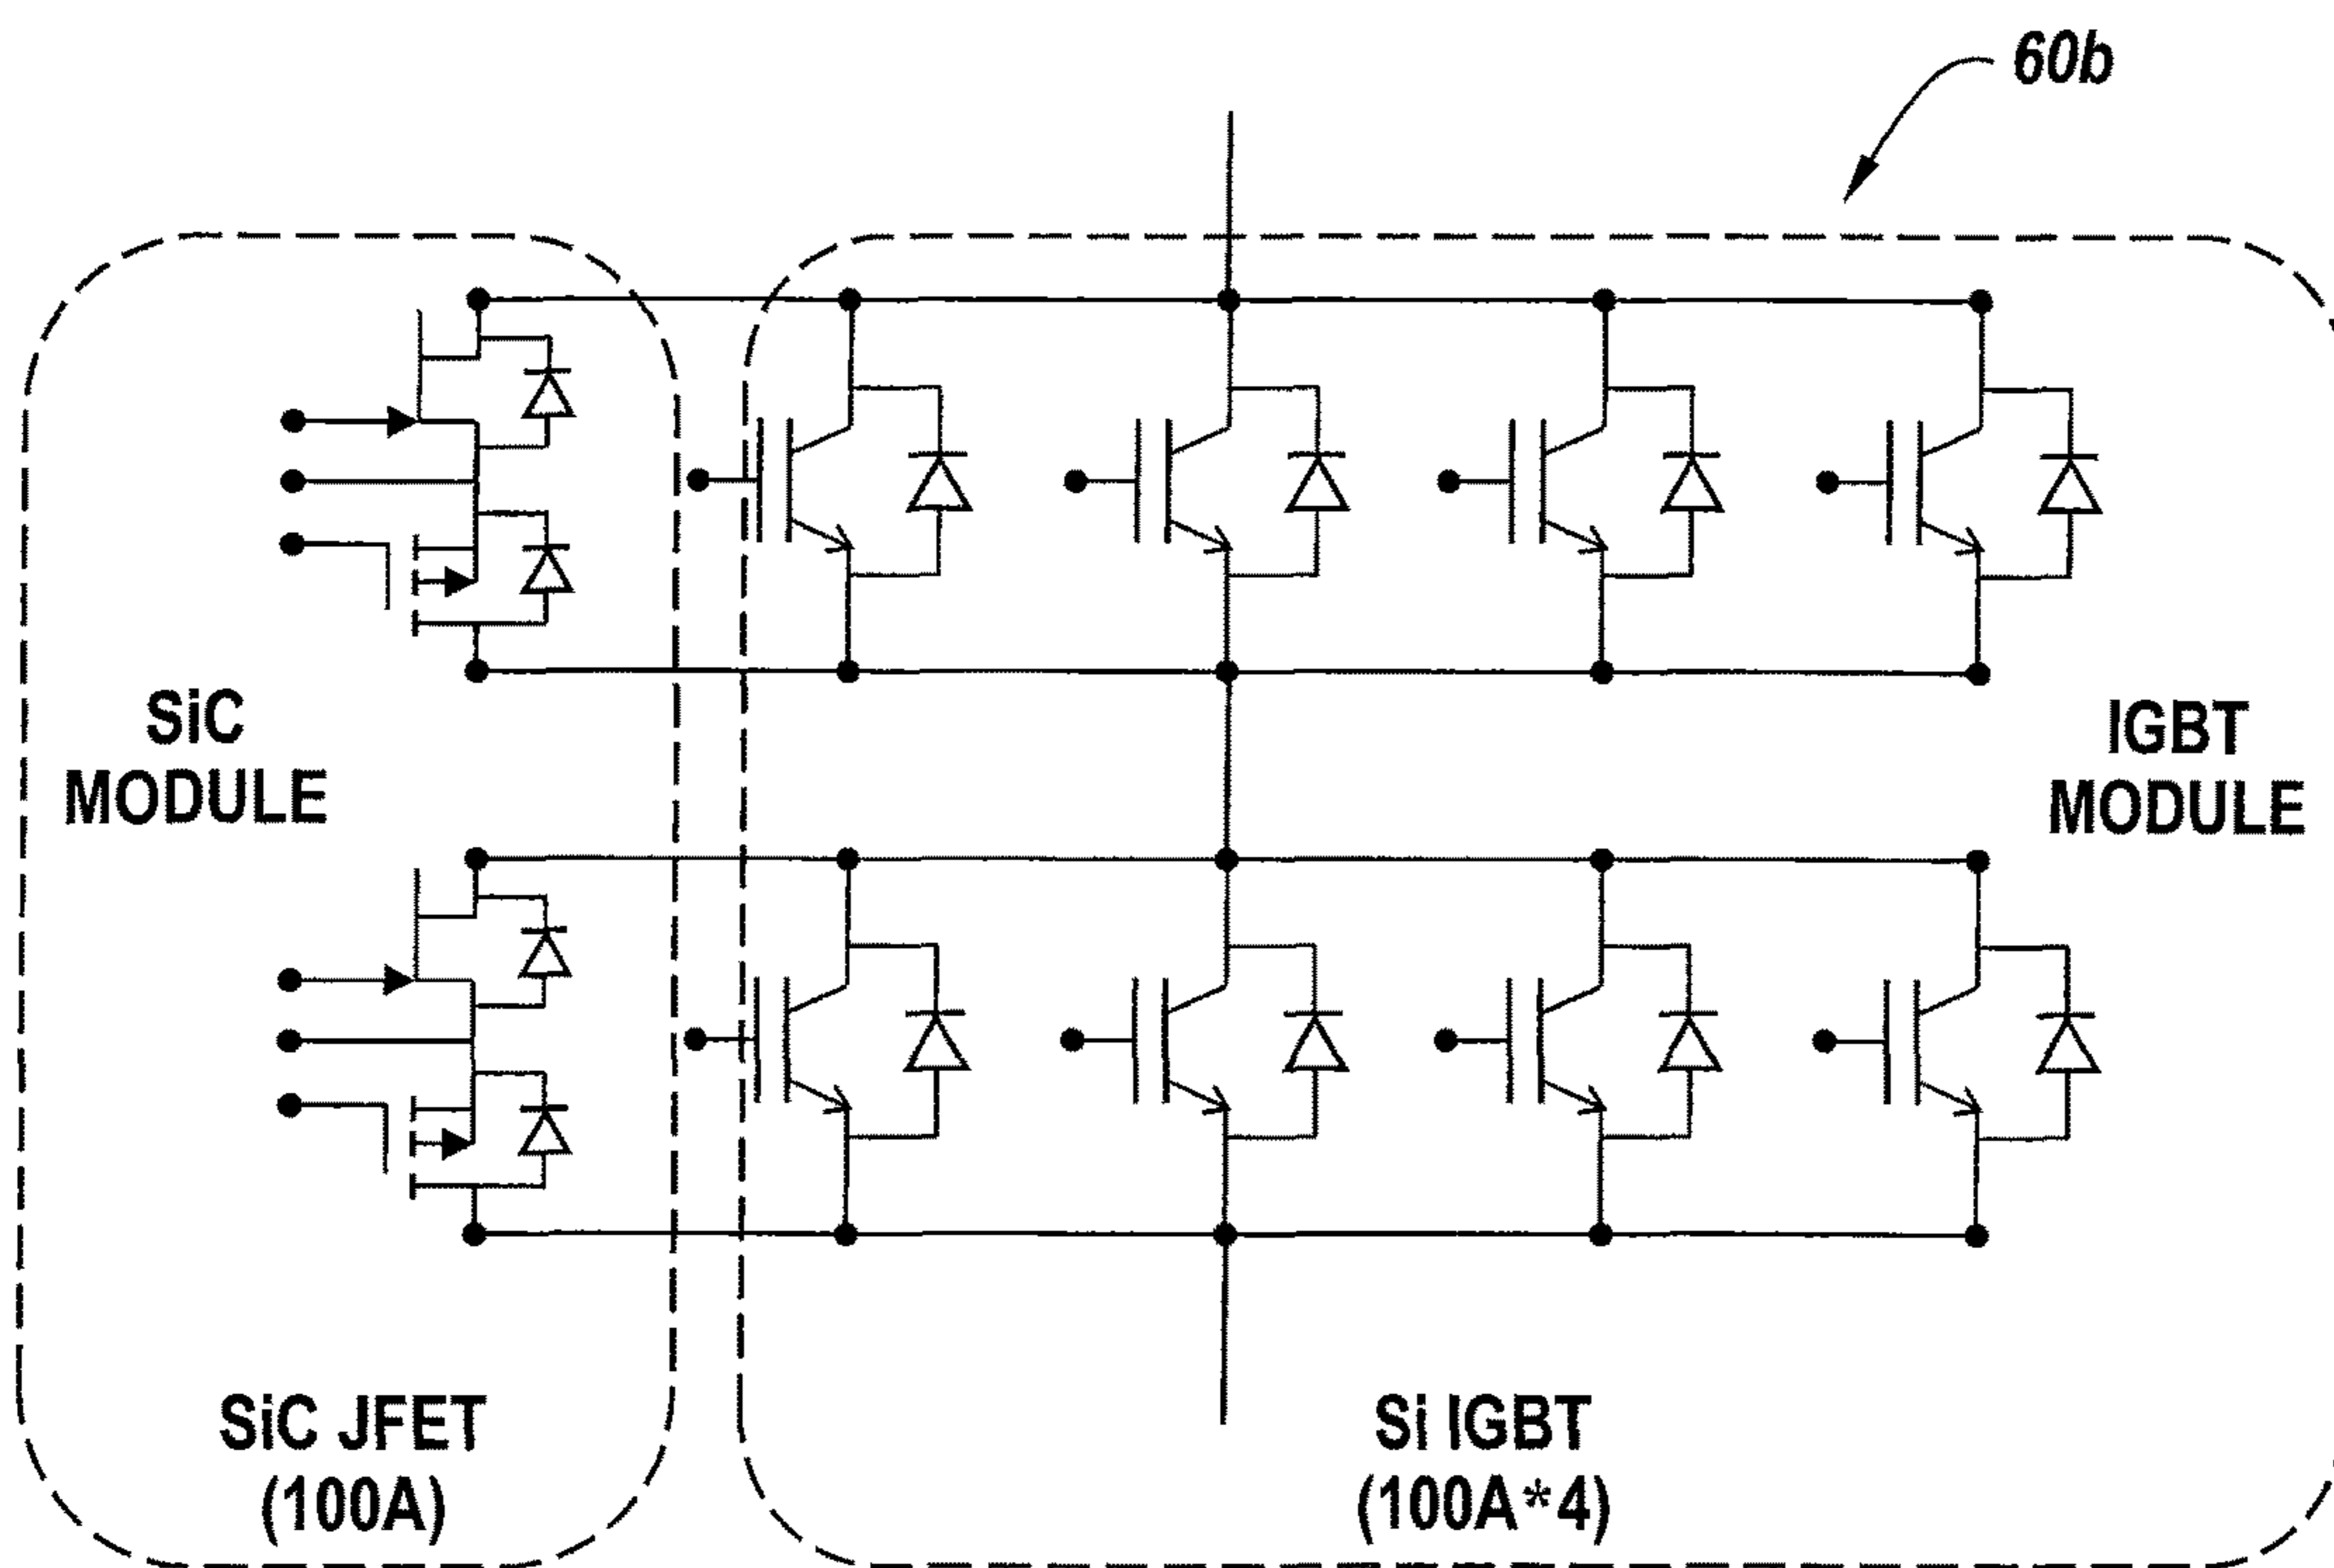 60b
SiC
MODULE
IGBT
MODULE
SiC JFET
(100A)
Si IGBT
(100A*4)